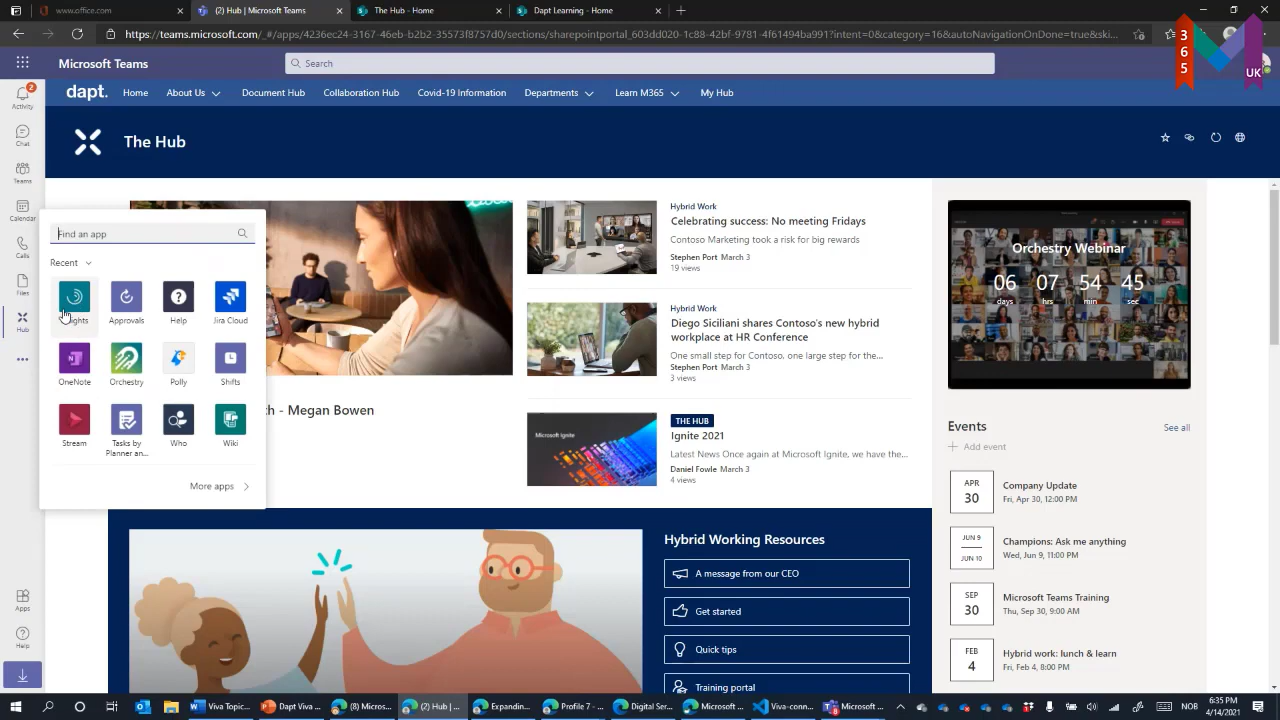 www.office.com
(2) Hub | Microsoft Teams
The Hub - Home
Dapt Learning - Home
https://teams.microsoft.com/_#/apps/4236ec24-3167-46eb-b2b2-35573f8757d0/sections/sharepointportal_603dd020-1c88-42bf-9781-4f61494ba991?intent=0&category=16&autoNavigationOnDone=true&ski...
365
UK
Microsoft Teams
Search
dapt.
Home
About Us
Document Hub
Collaboration Hub
Covid-19 Information
Departments
Learn M365
My Hub
The Hub
2
Activity
Chat
Teams
Calendar
Calls
Files
Hub
Apps
Help
Find an app
Recent
Approvals
Help
Jira Cloud
OneNote
Orchestry
Polly
Shifts
Stream
Tasks by
Planner an...
Who
Wiki
More apps
- Megan Bowen
Hybrid Work
Celebrating success: No meeting Fridays
Contoso Marketing took a risk for big rewards
Stephen Port March 3
19 views
Hybrid Work
Diego Siciliani shares Contoso's new hybrid
workplace at HR Conference
One small step for Contoso, one large step for the...
Stephen Port March 3
3 views
Microsoft Ignite
THE HUB
Ignite 2021
Latest News Once again at Microsoft Ignite, we have the...
Daniel Fowle March 3
4 views
Orchestry Webinar
06 07 54 45
days hrs min sec
Events
See all
Add event
APR
30
Company Update
Fri, Apr 30, 12:00 PM
JUN 9
JUN 10
Champions: Ask me anything
Wed, Jun 9, 11:00 PM
SEP
30
Microsoft Teams Training
Thu, Sep 30, 9:00 AM
FEB
4
Hybrid work: lunch & learn
Fri, Feb 4, 8:00 PM
Hybrid Working Resources
A message from our CEO
Get started
Quick tips
Training portal
Viva Topic...
Dapt Viva ...
(8) Micros...
(2) Hub | ...
Expandin...
Profile 7 - ...
Digital Ser...
Microsoft ...
Viva-conn...
Microsoft ...
NOB
6:35 PM
4/14/2021